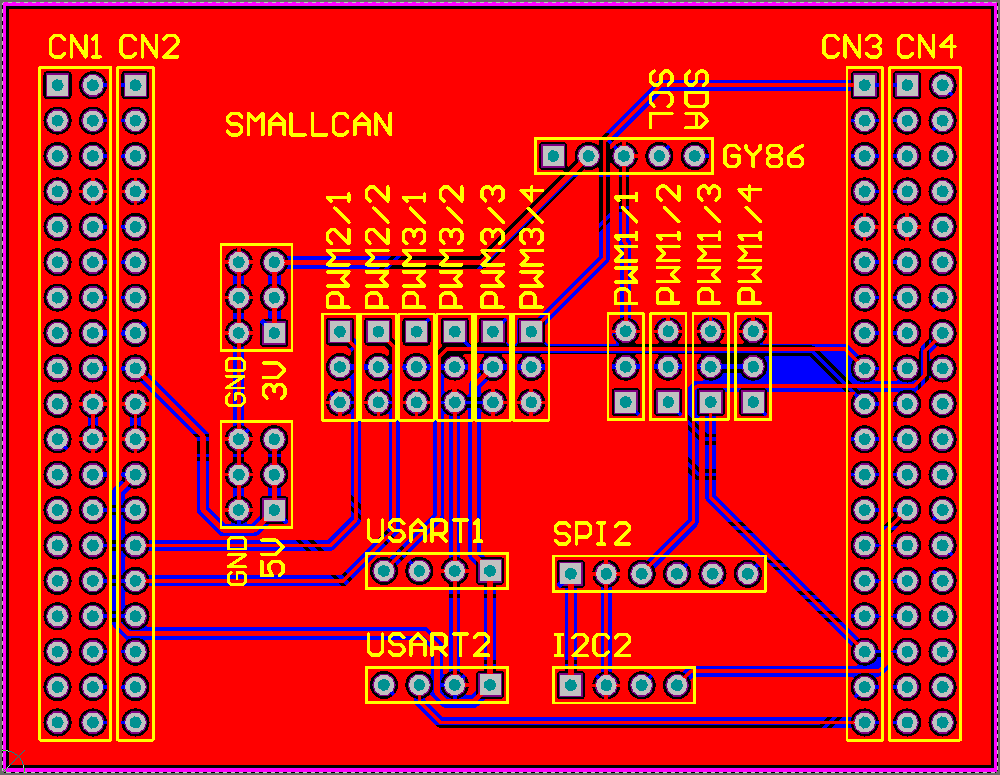 CN1 CN2
CN3 CN4
SMALLCAN
SCL
SDA
GY86
PWM2/1
PWM2/2
PWM3/1
PWM3/2
PWM3/3
PWM3/4
PWM1/1
PWM1/2
PWM1/3
PWM1/4
GND
3V
GND
5V
USART1
SPI2
USART2
I2C2